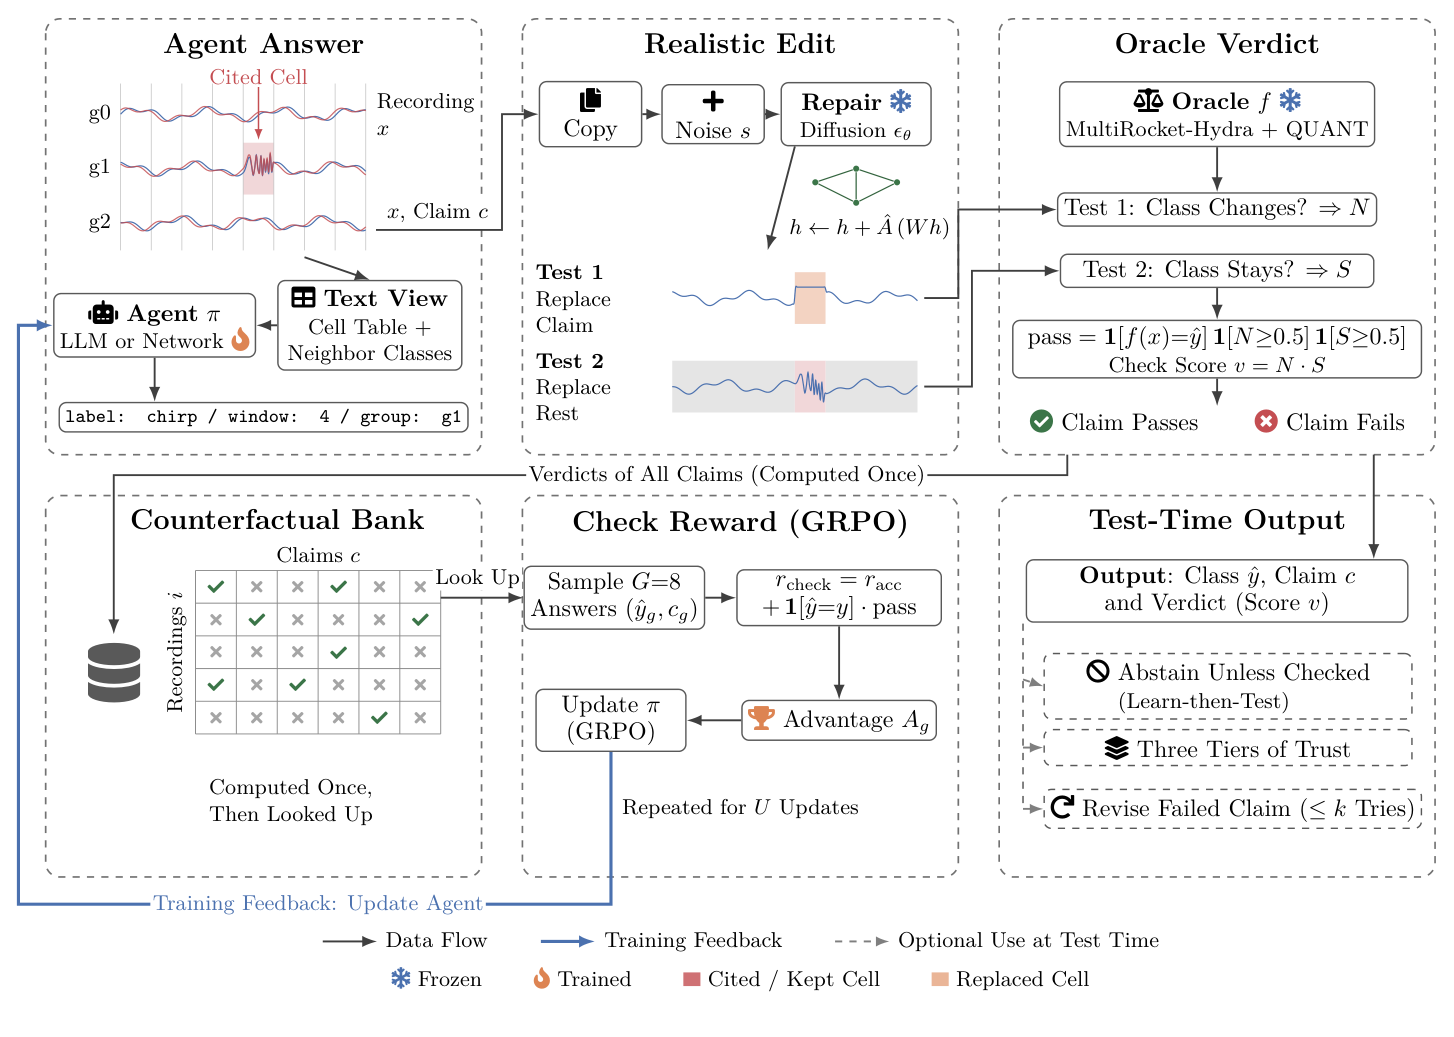 Agent Answer
Cited Cell
g0
Recording
x
g1
g2
x, Claim c
Text View
Cell Table +
Neighbor Classes
Agent π
LLM or Network
label: chirp / window: 4 / group: g1
Realistic Edit
Copy
Noise s
Repair
Diffusion ϵθ
h ← h + Â (Wh)
Test 1
Replace
Claim
Test 2
Replace
Rest
Oracle Verdict
Oracle f
MultiRocket-Hydra + QUANT
Test 1: Class Changes? ⇒ N
Test 2: Class Stays? ⇒ S
pass = 𝟏[f(x)=ŷ] 𝟏[N≥0.5] 𝟏[S≥0.5]
Check Score v = N · S
Claim Passes
Claim Fails
Verdicts of All Claims (Computed Once)
Counterfactual Bank
Claims c
Recordings i
Computed Once,
Then Looked Up
Look Up
Check Reward (GRPO)
Sample G=8
Answers (ŷg, cg)
rcheck = racc
+ 𝟏[ŷ=y] · pass
Advantage Ag
Update π
(GRPO)
Repeated for U Updates
Test-Time Output
Output: Class ŷ, Claim c
and Verdict (Score v)
Abstain Unless Checked
(Learn-then-Test)
Three Tiers of Trust
Revise Failed Claim (≤ k Tries)
Training Feedback: Update Agent
Data Flow
Training Feedback
Optional Use at Test Time
Frozen
Trained
Cited / Kept Cell
Replaced Cell